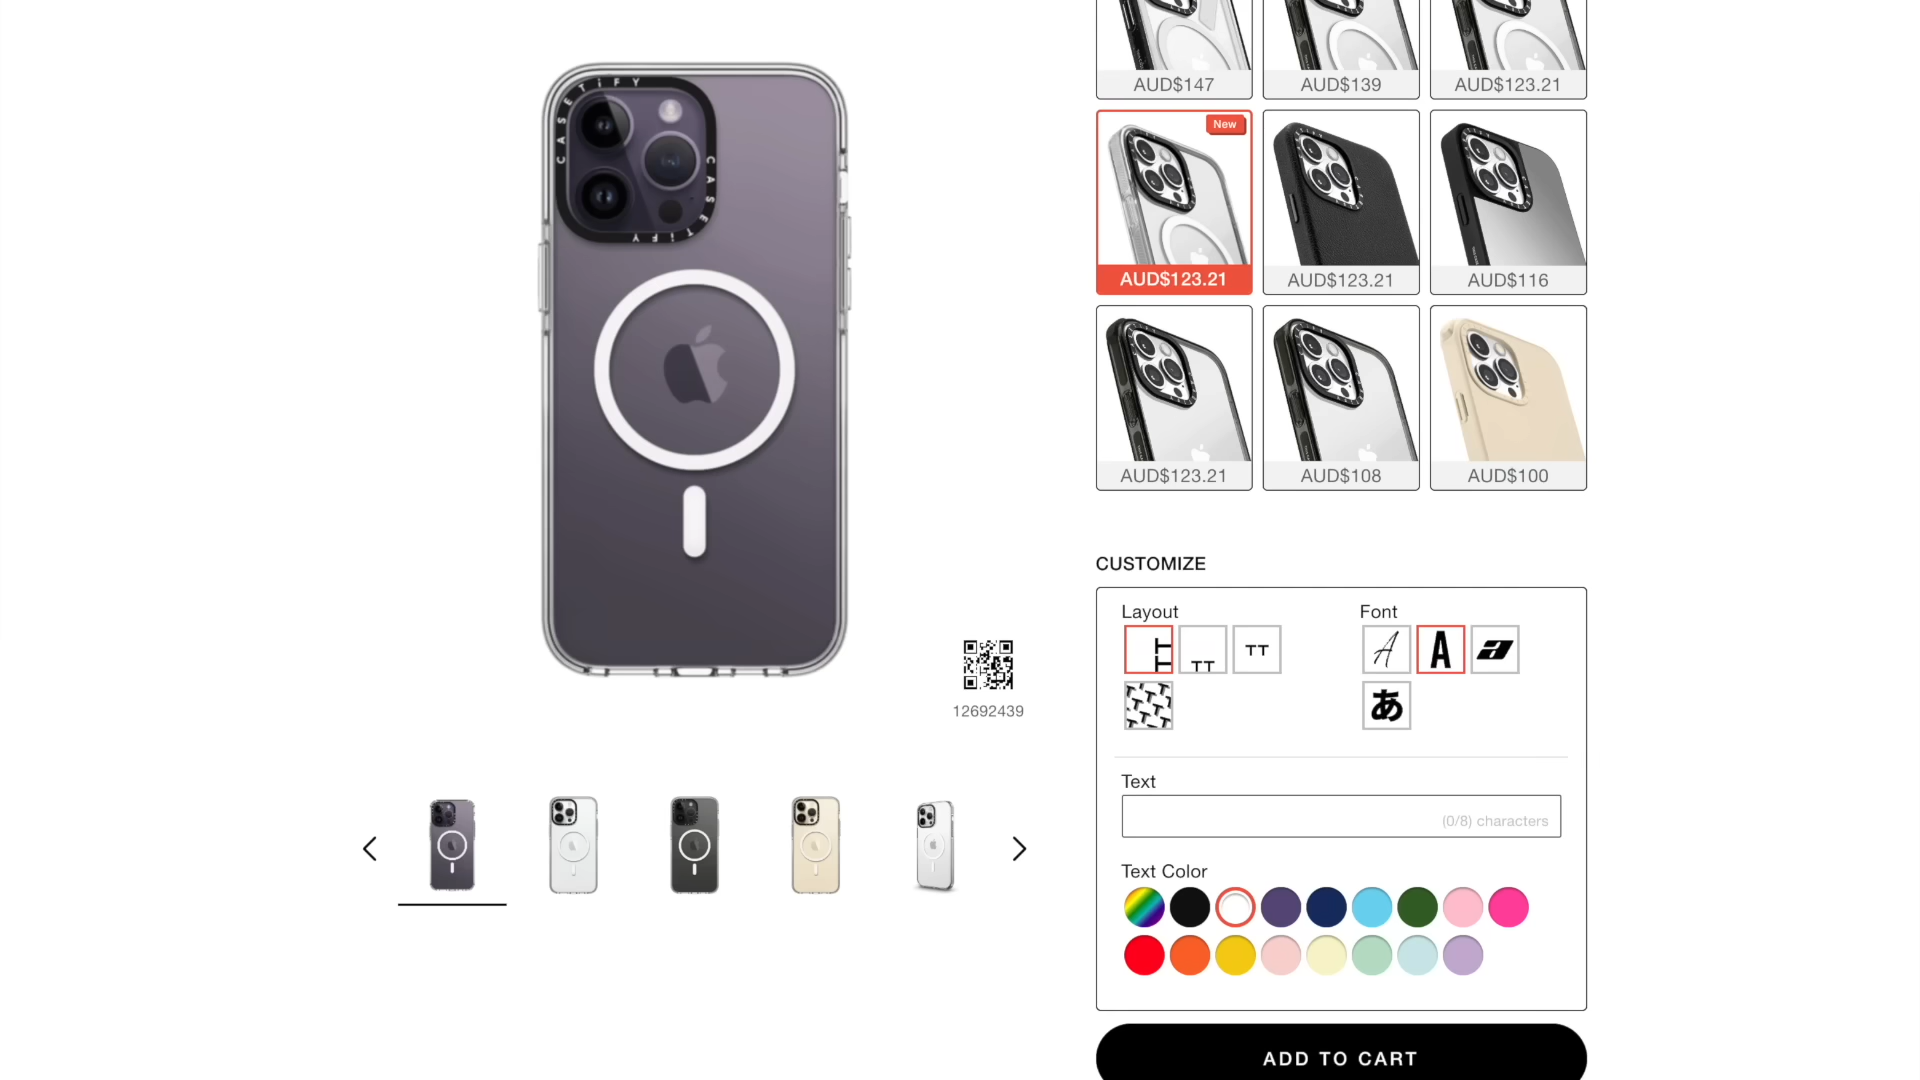 CASETiFY
CASETiFY
AUD$147
AUD$139
AUD$123.21
New
AUD$123.21
AUD$123.21
AUD$116
AUD$123.21
AUD$108
AUD$100
12692439
CUSTOMIZE
Layout
Font
T T
TT
TT
A
A
a
あ
Text
(0/8) characters
Text Color
ADD TO CART